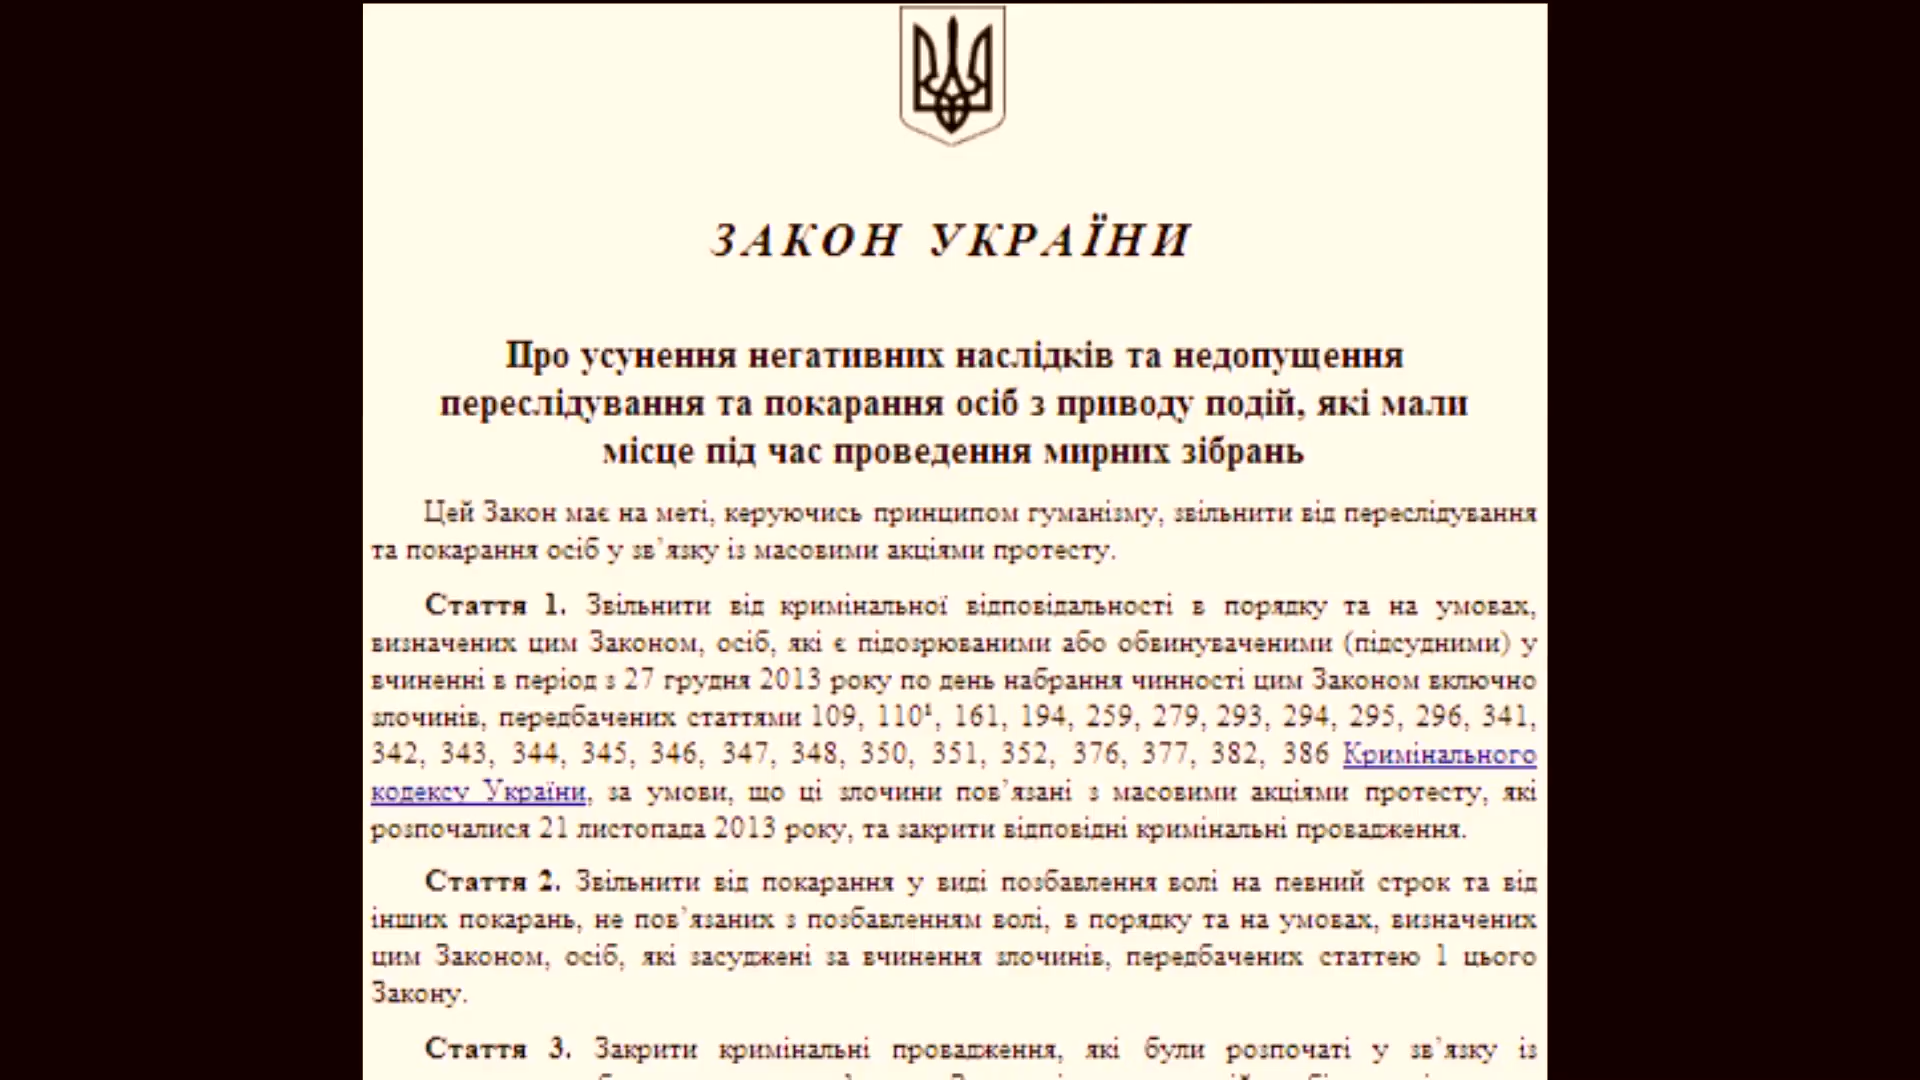 ЗАКОН УКРАЇНИ
Про усунення негативних наслідків та недопущення
переслідування та покарання осіб з приводу подій, які мали
місце під час проведення мирних зібрань
Цей Закон має на меті, керуючись принципом гуманізму, звільнити від переслідування
та покарання осіб у зв’язку із масовими акціями протесту.
Стаття 1. Звільнити від кримінальної відповідальності в порядку та на умовах,
визначених цим Законом, осіб, які є підозрюваними або обвинуваченими (підсудними) у
вчиненні в період з 27 грудня 2013 року по день набрання чинності цим Законом включно
злочинів, передбачених статтями 109, 110¹, 161, 194, 259, 279, 293, 294, 295, 296, 341,
342, 343, 344, 345, 346, 347, 348, 350, 351, 352, 376, 377, 382, 386 Кримінального
кодексу України, за умови, що ці злочини пов’язані з масовими акціями протесту, які
розпочалися 21 листопада 2013 року, та закрити відповідні кримінальні провадження.
Стаття 2. Звільнити від покарання у виді позбавлення волі на певний строк та від
інших покарань, не пов’язаних з позбавленням волі, в порядку та на умовах, визначених
цим Законом, осіб, які засуджені за вчинення злочинів, передбачених статтею 1 цього
Закону.
Стаття 3. Закрити кримінальні провадження, які були розпочаті у зв’язку із